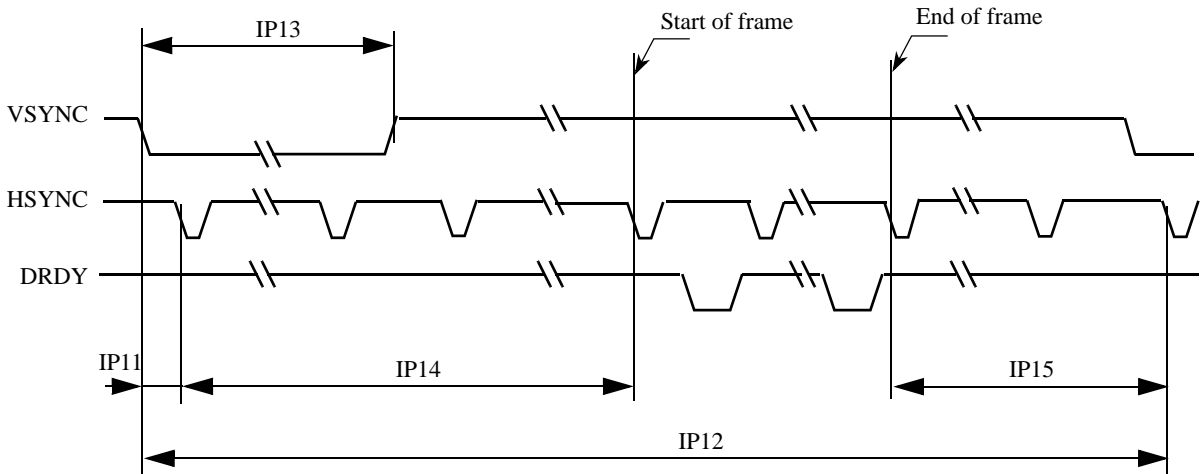 Start of frame
End of frame
IP13
VSYNC
HSYNC
DRDY
IP11
IP14
IP15
IP12